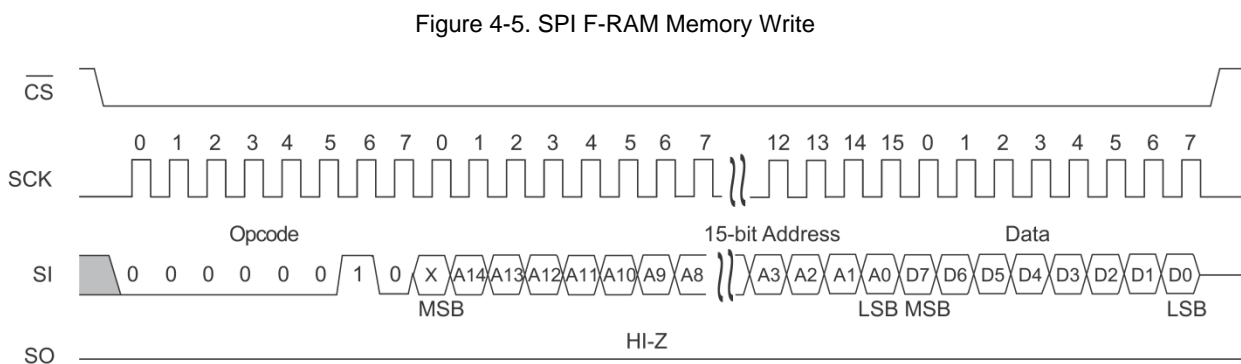 Figure 4-5. SPI F-RAM Memory Write
CS
0 1 2 3 4 5 6 7 0 1 2 3 4 5 6 7 12 13 14 15 0 1 2 3 4 5 6 7
SCK
Opcode 15-bit Address Data
SI 0 0 0 0 0 0 1 0 X A14 A13 A12 A11 A10 A9 A8 A3 A2 A1 A0 D7 D6 D5 D4 D3 D2 D1 D0
MSB LSB MSB LSB
HI-Z
SO